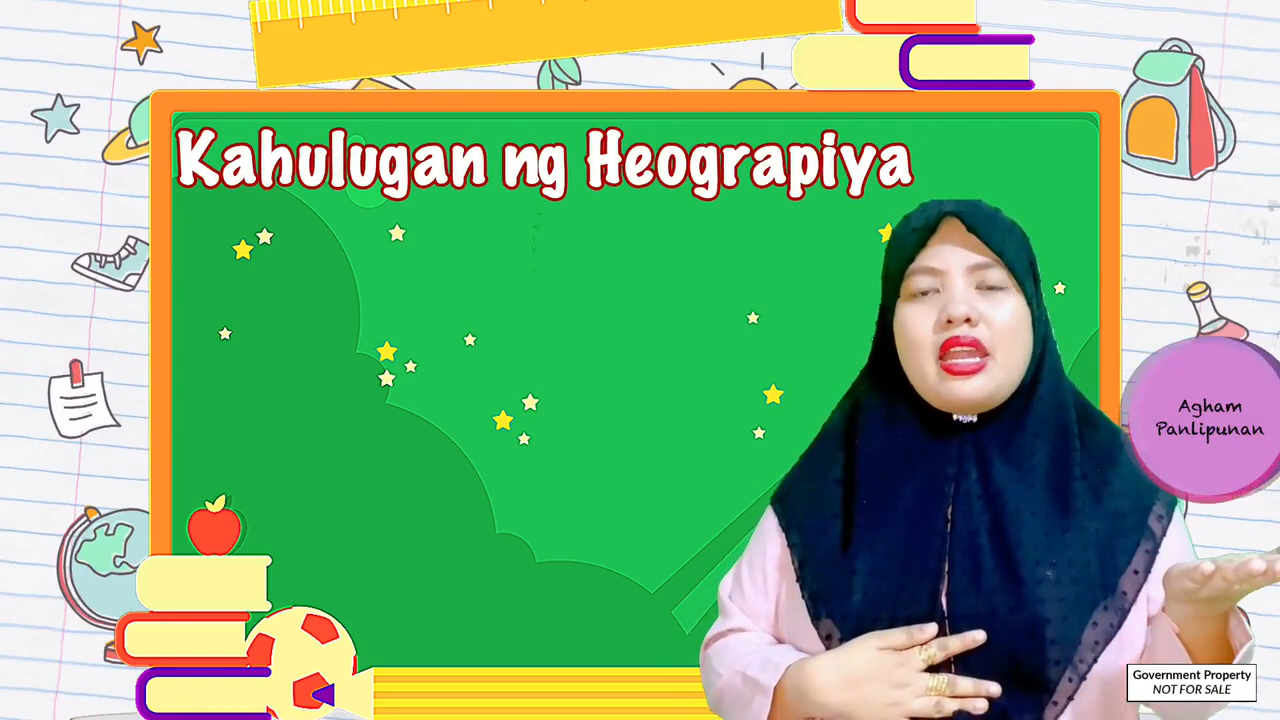 Kahulugan ng Heograpiya
Agham
Panlipunan
Government Property
NOT FOR SALE